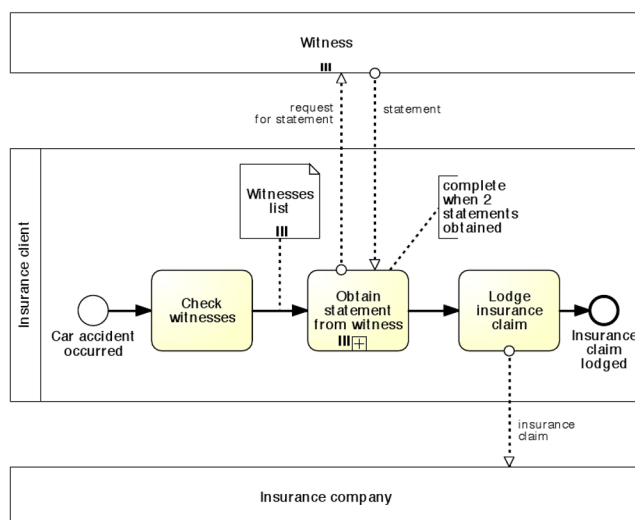 Witness
request
for statement
statement
Insurance client
Witnesses
list
complete
when 2
statements
obtained
Check
witnesses
Obtain
statement
from witness
Lodge
insurance
claim
Car accident
occurred
Insurance
claim
lodged
insurance
claim
Insurance company